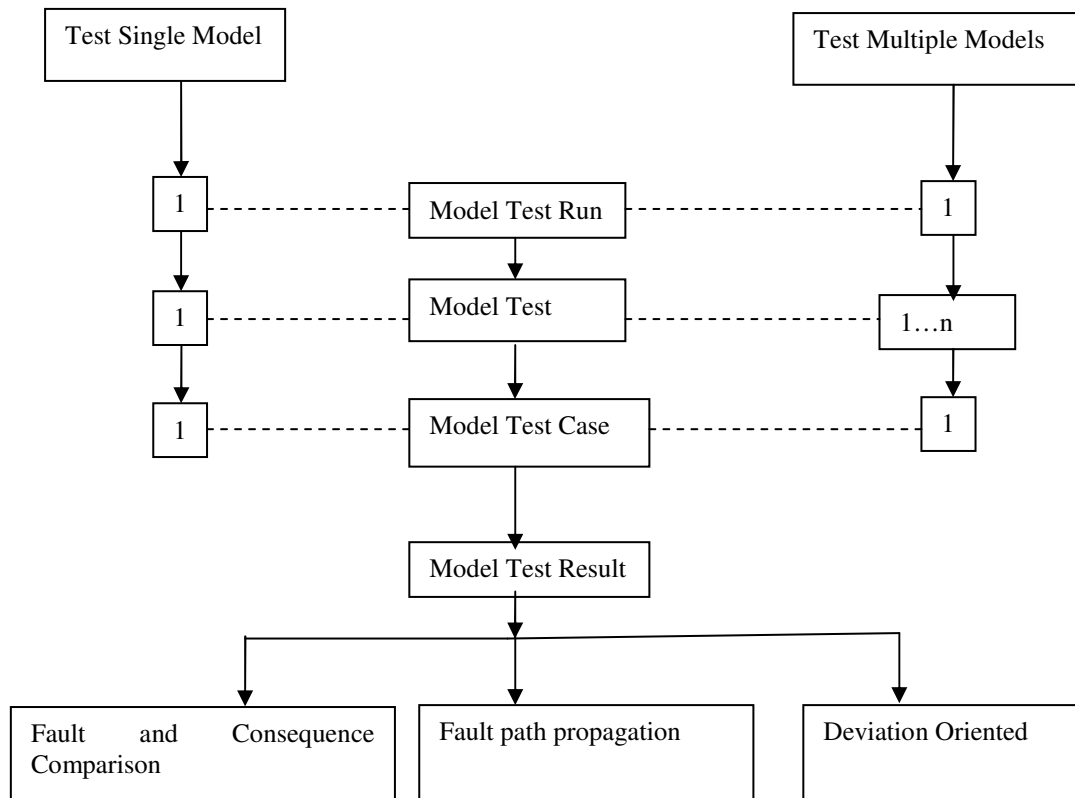 Test Single Model
Test Multiple Models
1
Model Test Run
1
1
Model Test
1…n
1
Model Test Case
1
Model Test Result
Fault and Consequence
Comparison
Fault path propagation
Deviation Oriented